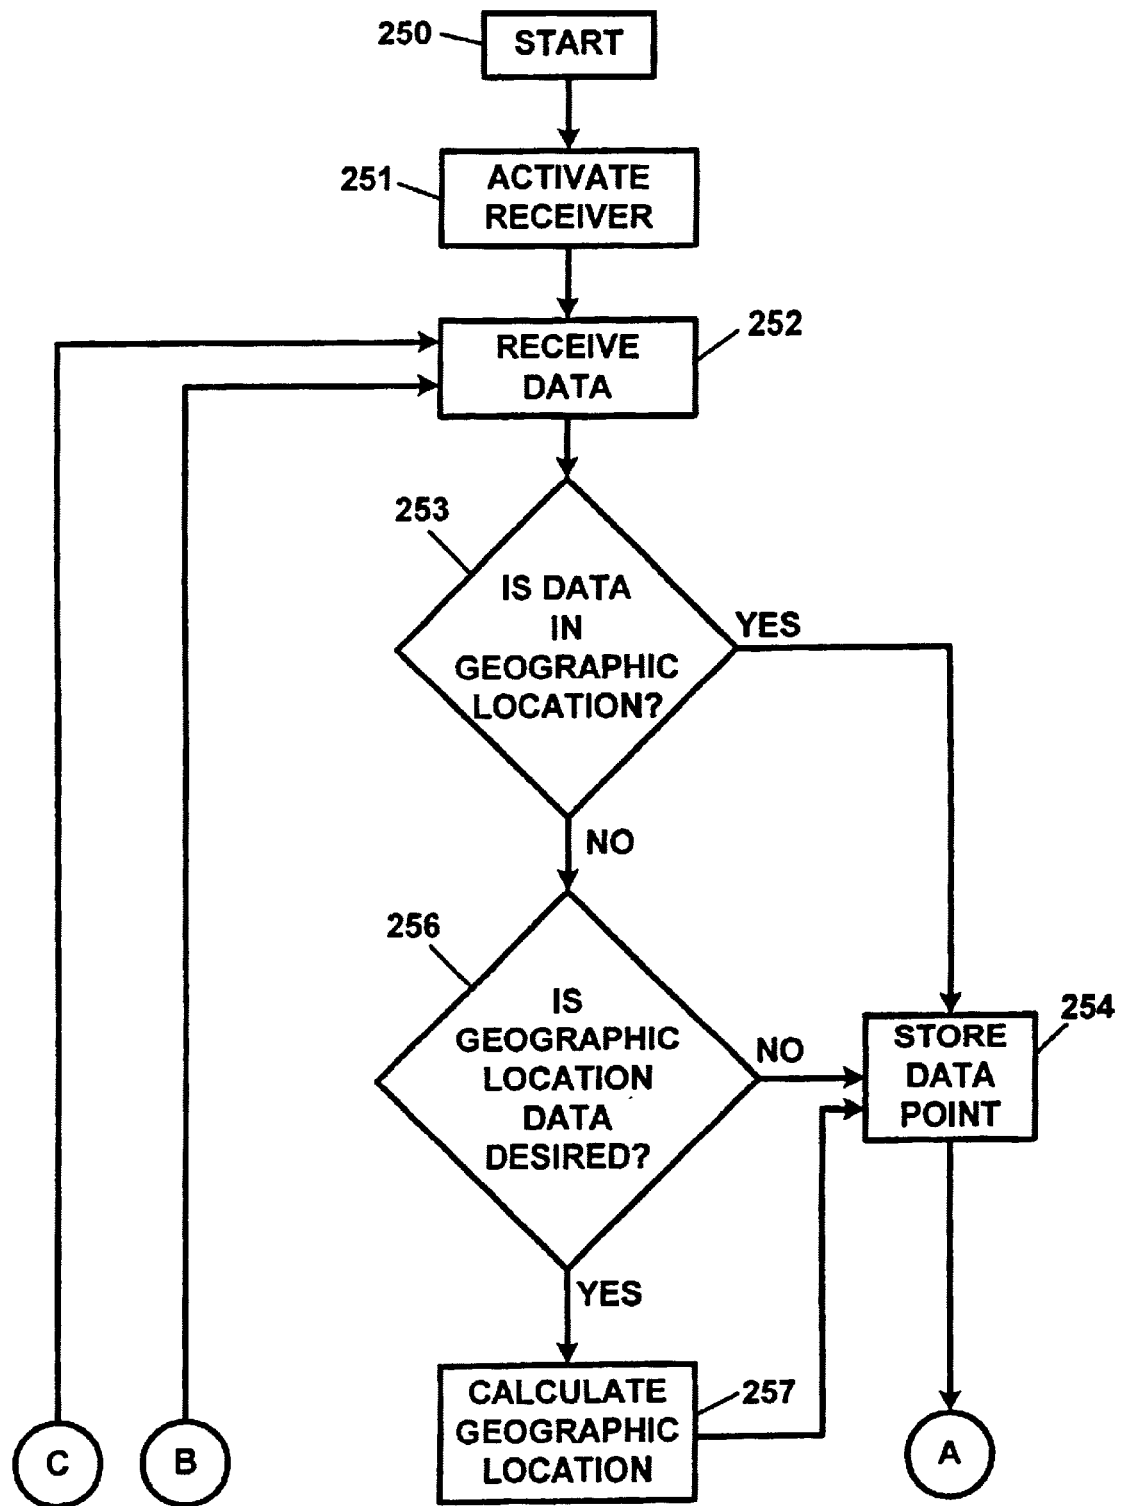 250
START
251
ACTIVATE
RECEIVER
252
RECEIVE
DATA
253
IS DATA
IN
GEOGRAPHIC
LOCATION?
YES
NO
256
IS
GEOGRAPHIC
LOCATION
DATA
DESIRED?
NO
254
STORE
DATA
POINT
YES
257
CALCULATE
GEOGRAPHIC
LOCATION
C
B
A